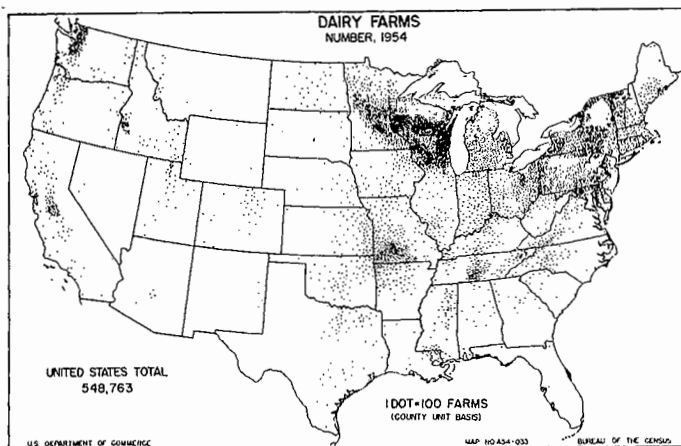 DAIRY FARMS
NUMBER, 1954
UNITED STATES TOTAL
548,763
1 DOT=100 FARMS
(COUNTY UNIT BASIS)
U.S. DEPARTMENT OF COMMERCE
MAP NO A54-033
BUREAU OF THE CENSUS